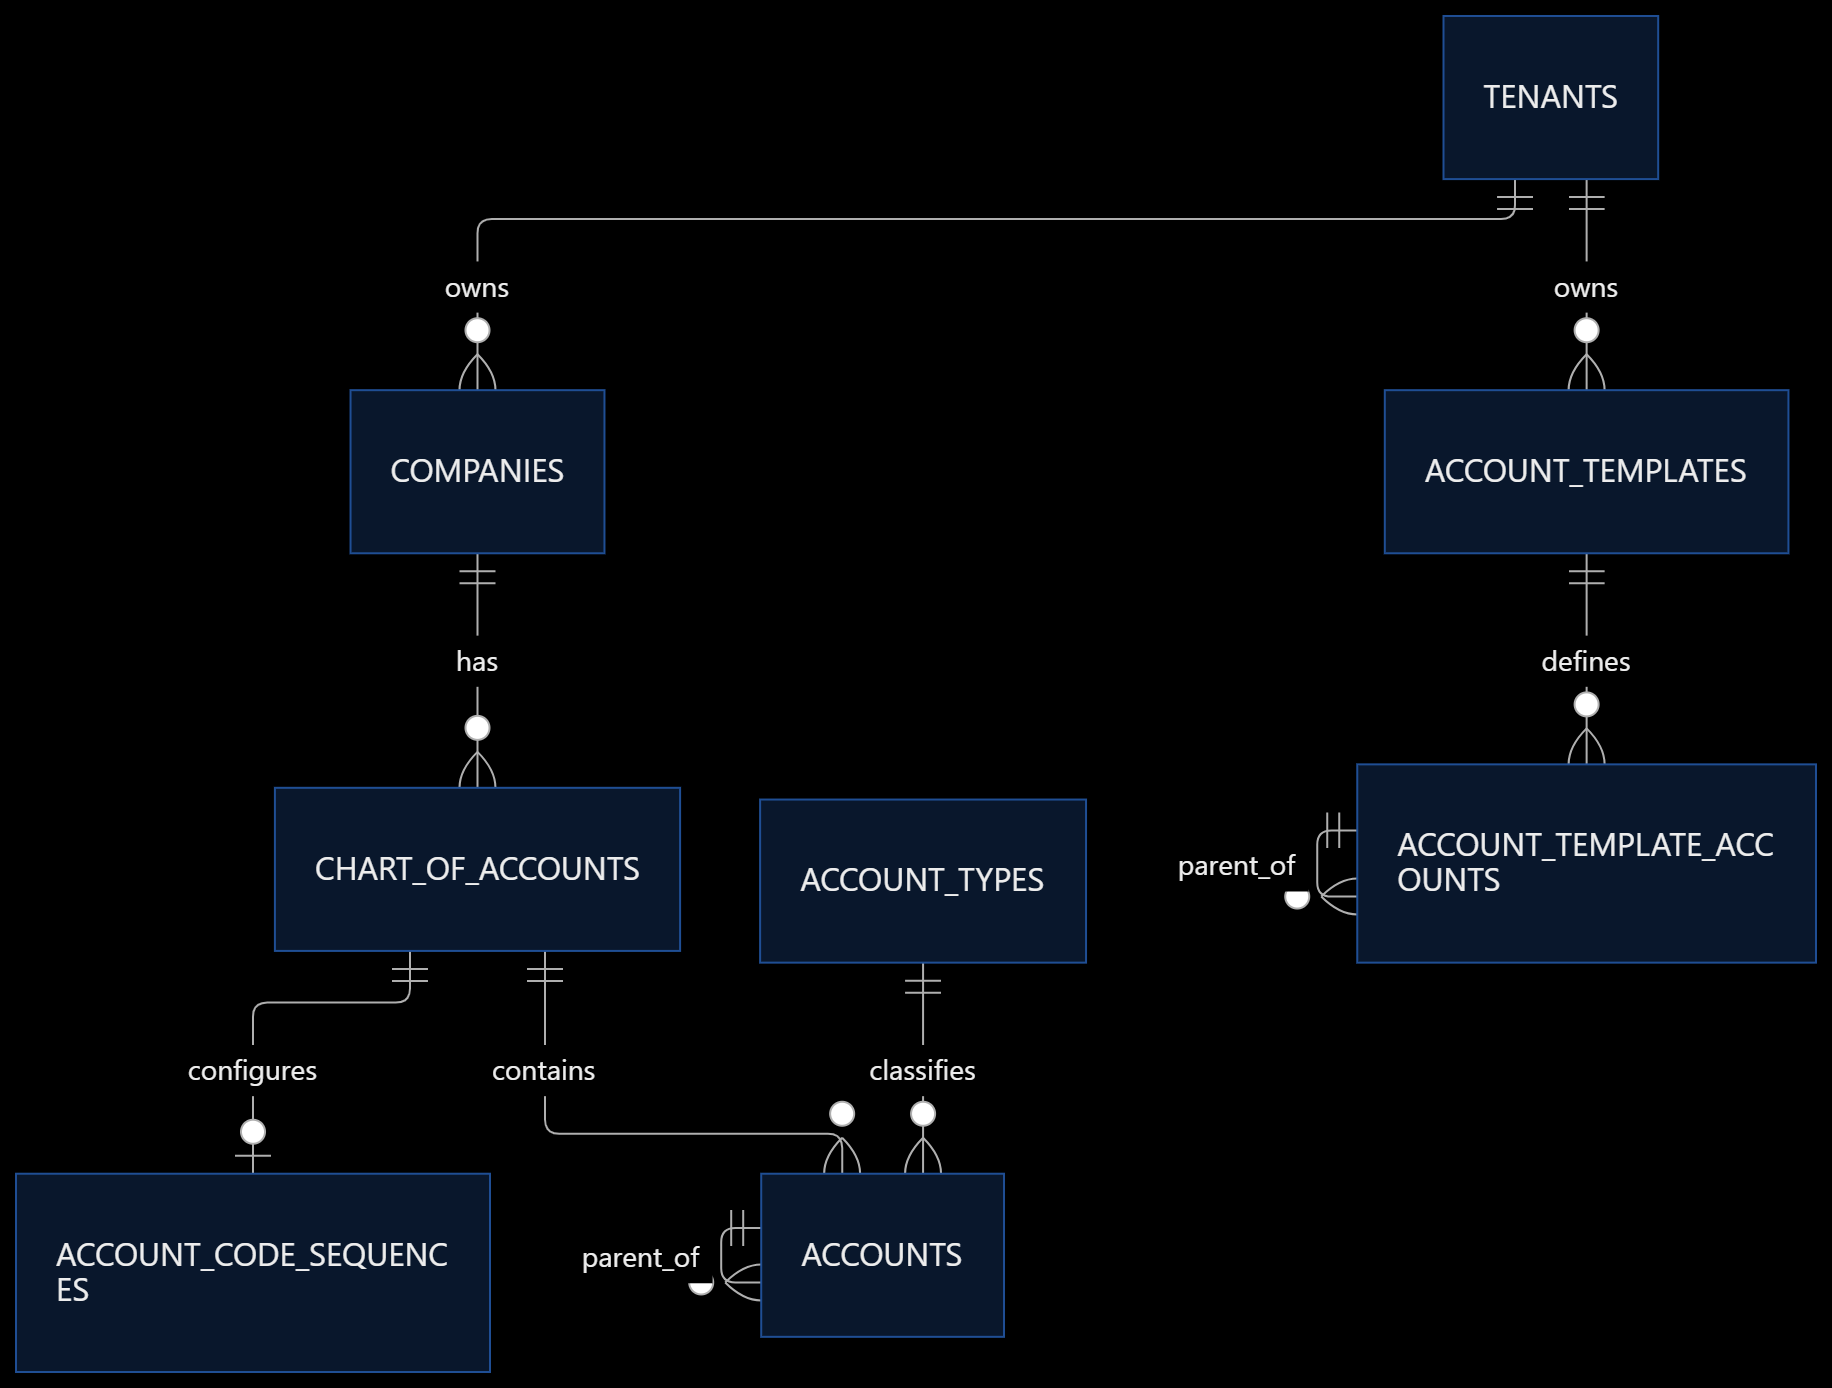 TENANTS
owns
owns
COMPANIES
ACCOUNT_TEMPLATES
has
defines
CHART_OF_ACCOUNTS
ACCOUNT_TYPES
parent_of
ACCOUNT_TEMPLATE_ACC
OUNTS
configures
contains
classifies
ACCOUNT_CODE_SEQUENC
ES
parent_of
ACCOUNTS